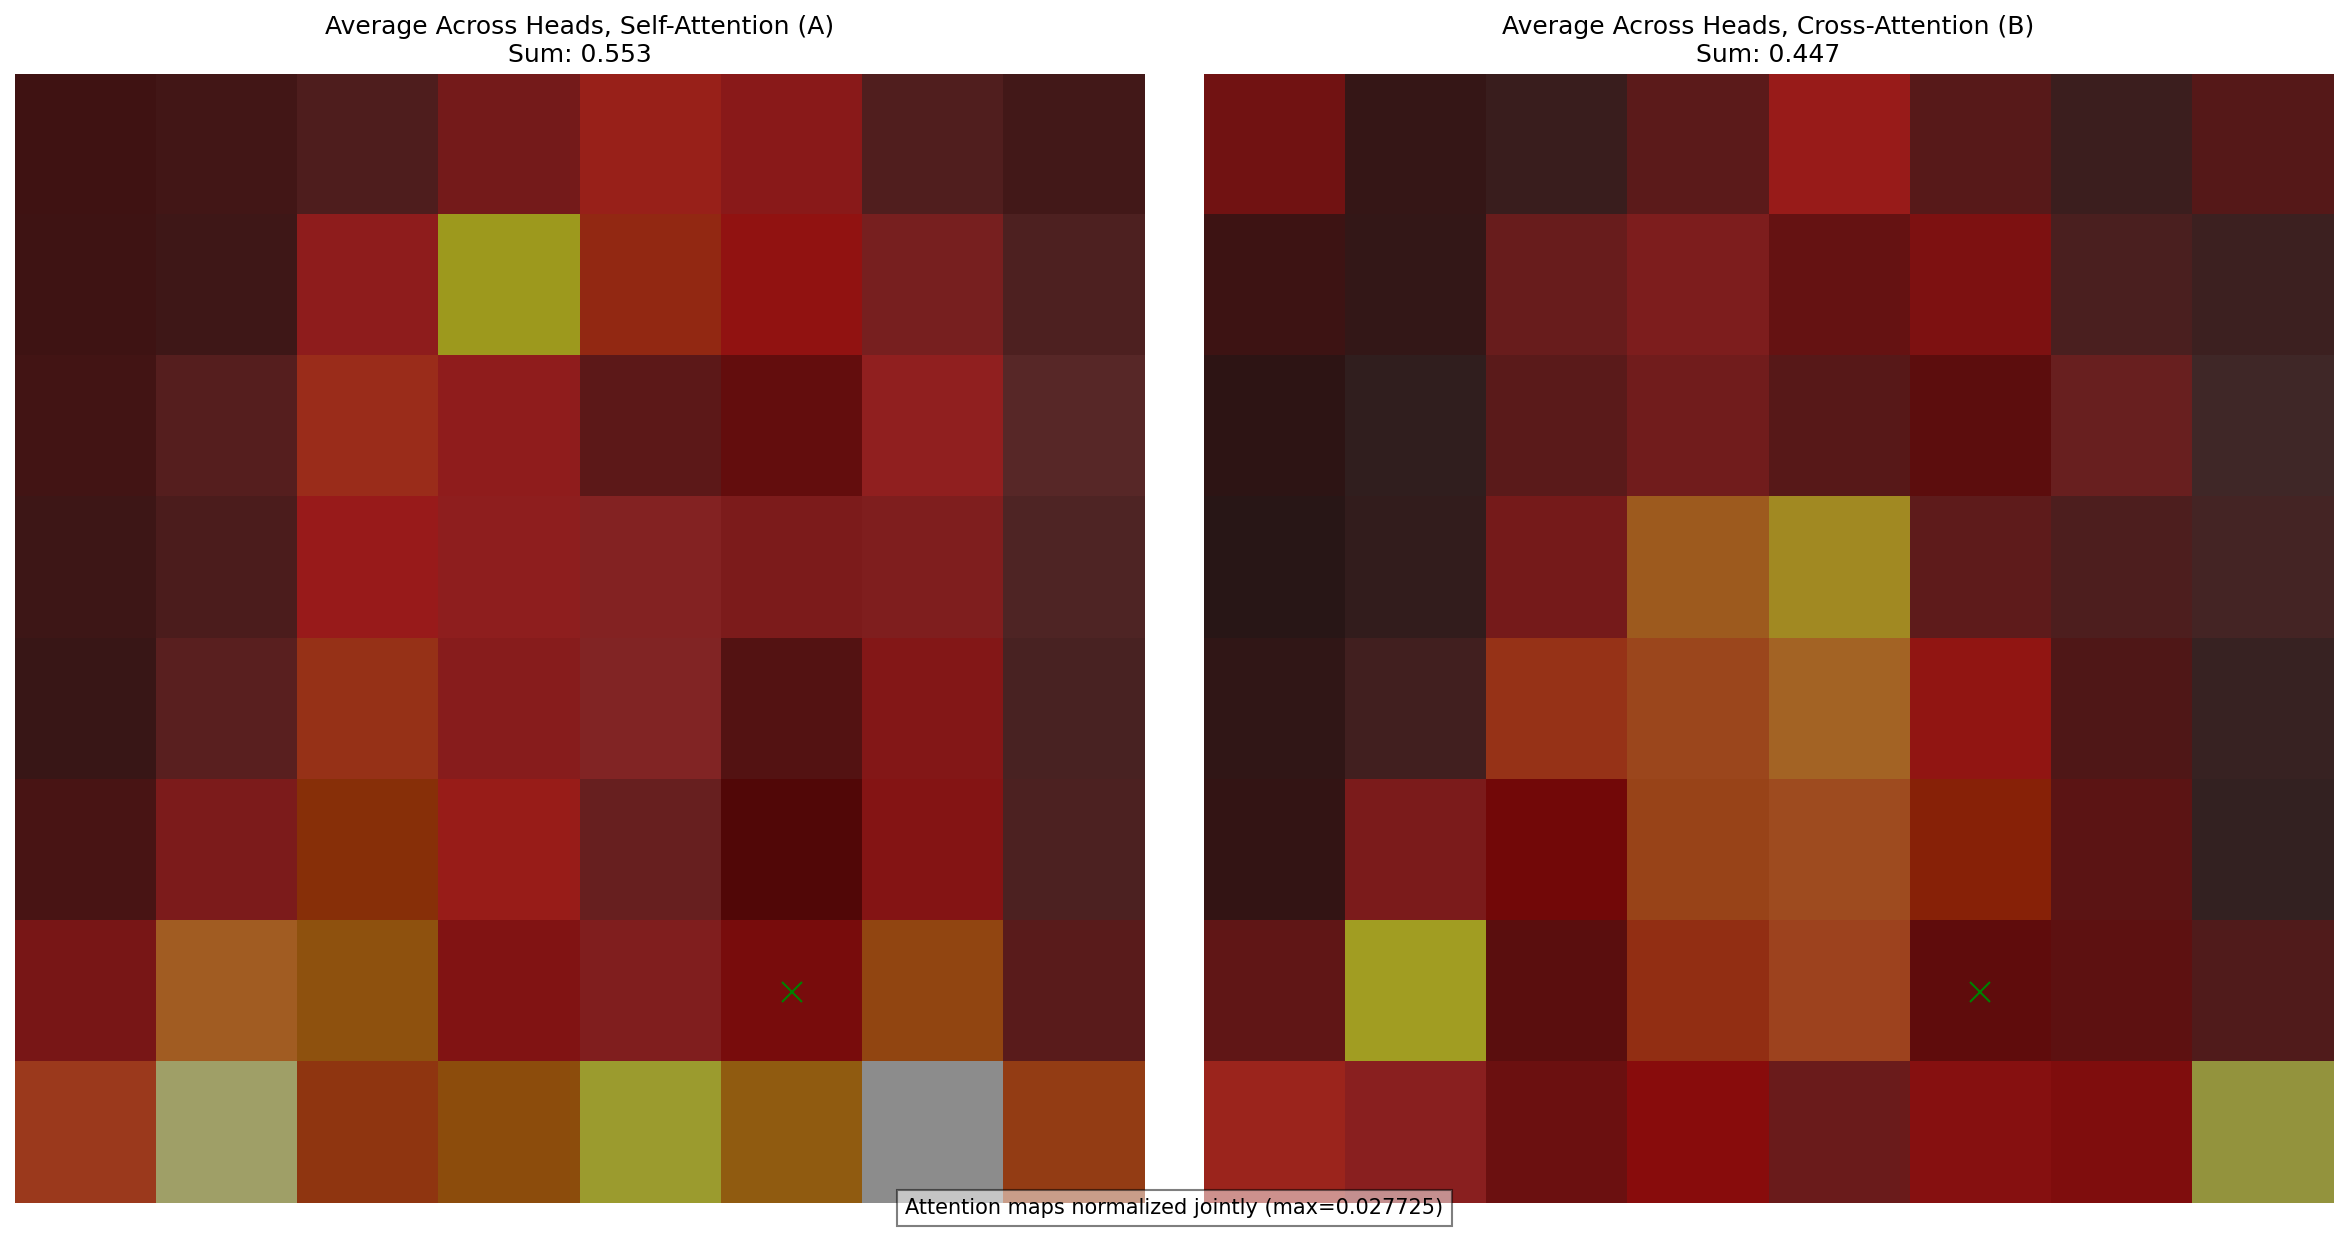 Average Across Heads, Self-Attention (A)
Sum: 0.553
Average Across Heads, Cross-Attention (B)
Sum: 0.447
Attention maps normalized jointly (max=0.027725)